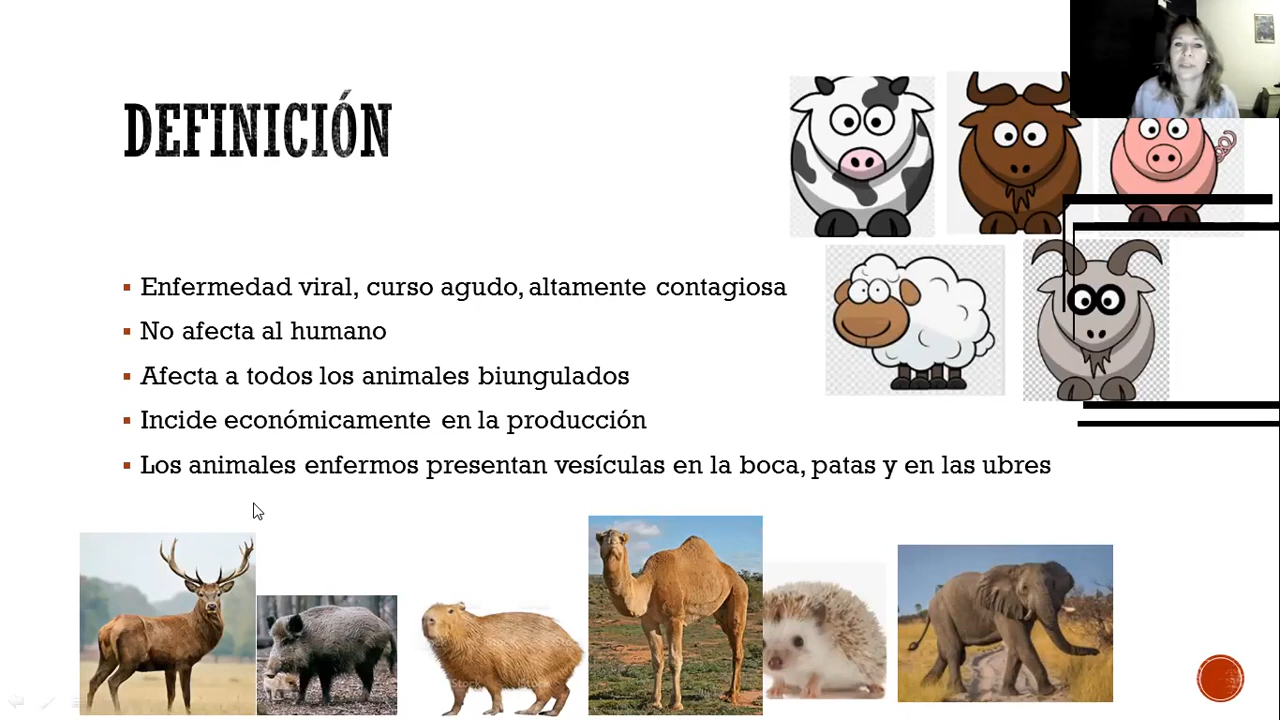 DEFINICIÓN
Enfermedad viral, curso agudo, altamente contagiosa
No afecta al humano
Afecta a todos los animales biungulados
Incide económicamente en la producción
Los animales enfermos presentan vesículas en la boca, patas y en las ubres